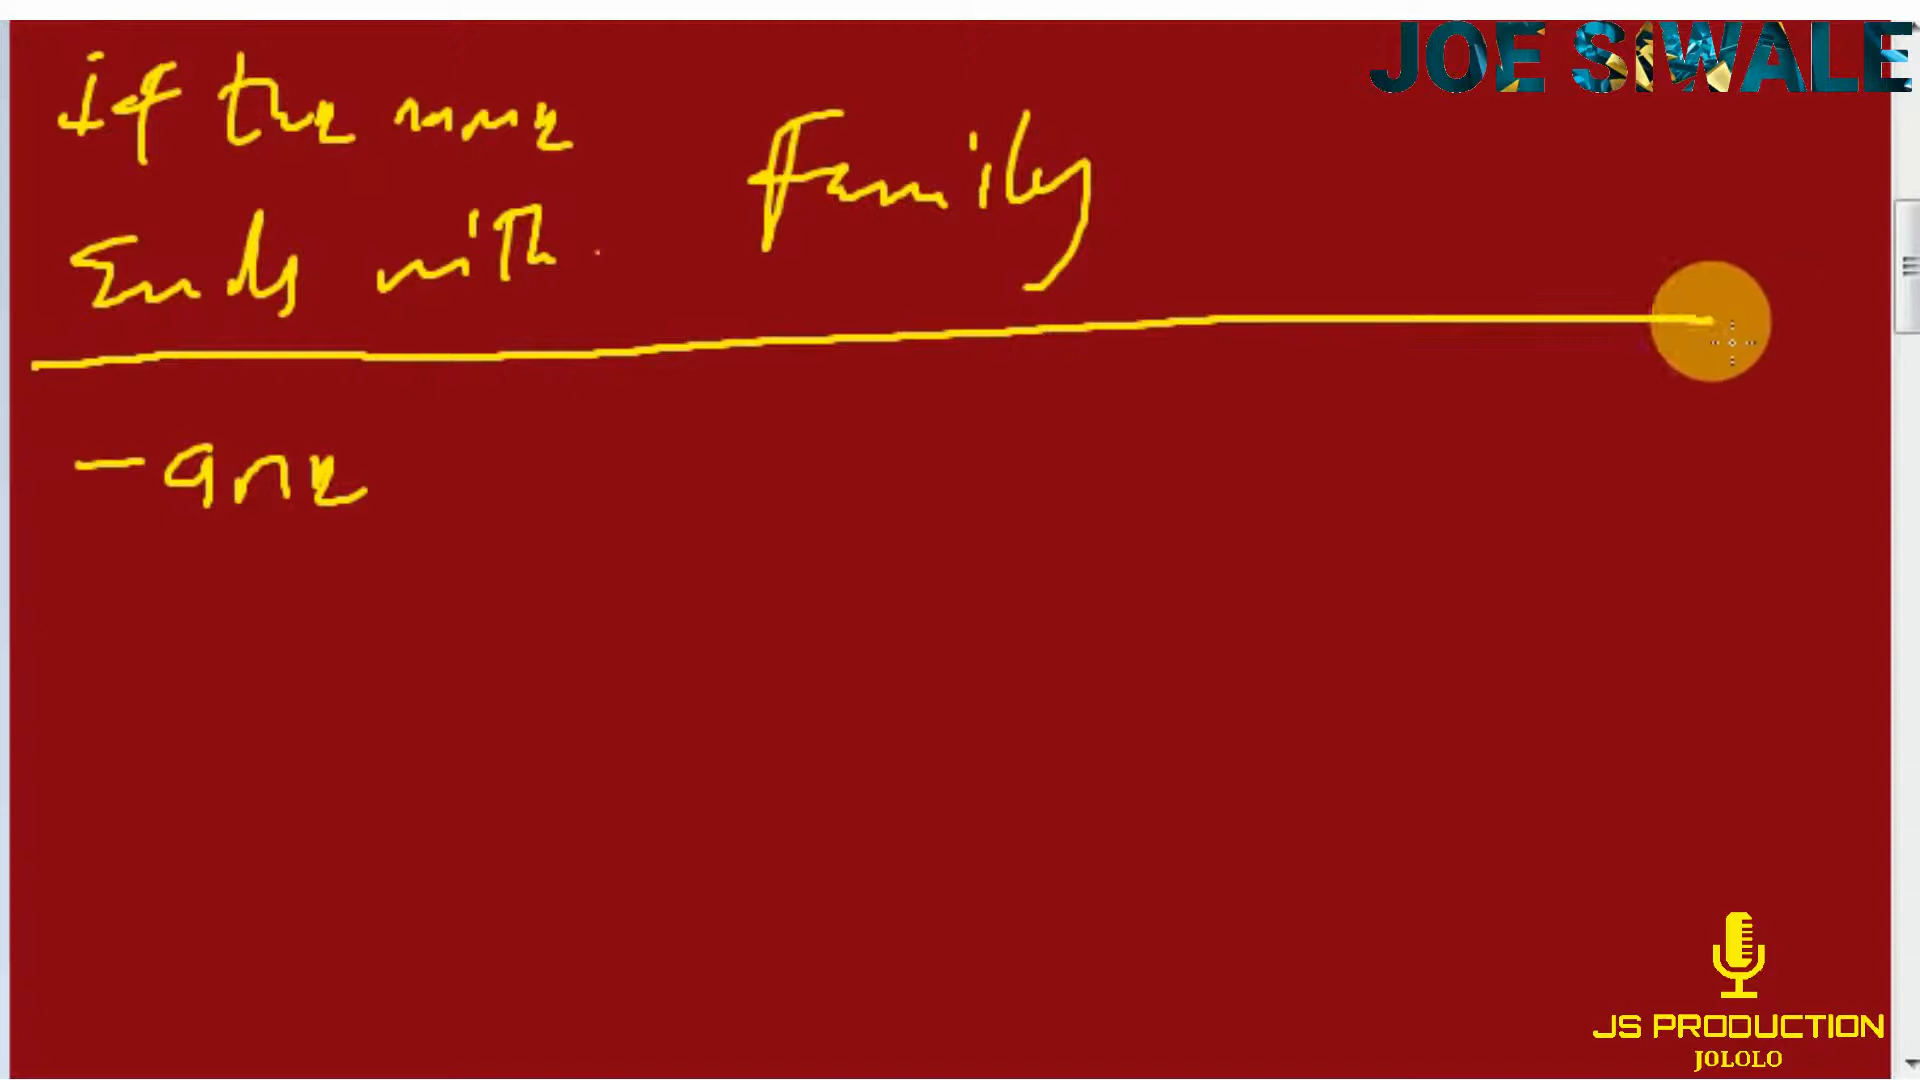 JOE SIWALE
if the name
Ends with
Family
-ane
JS PRODUCTION
JOLOLO